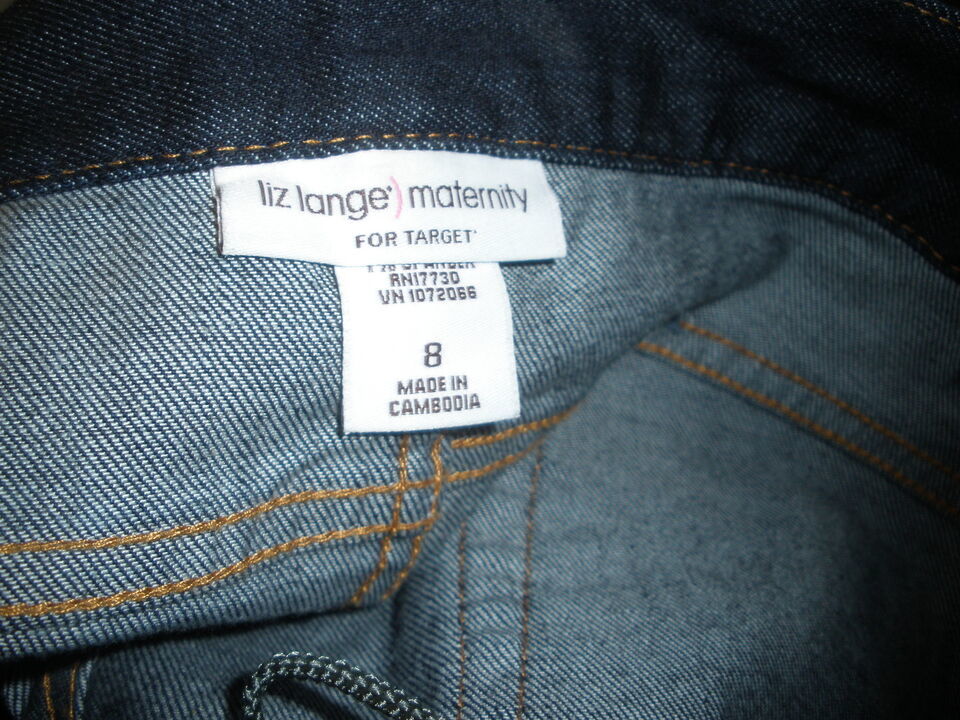 liz lange) maternity
FOR TARGET
RN17730
VN 1072066
8
MADE IN
CAMBODIA